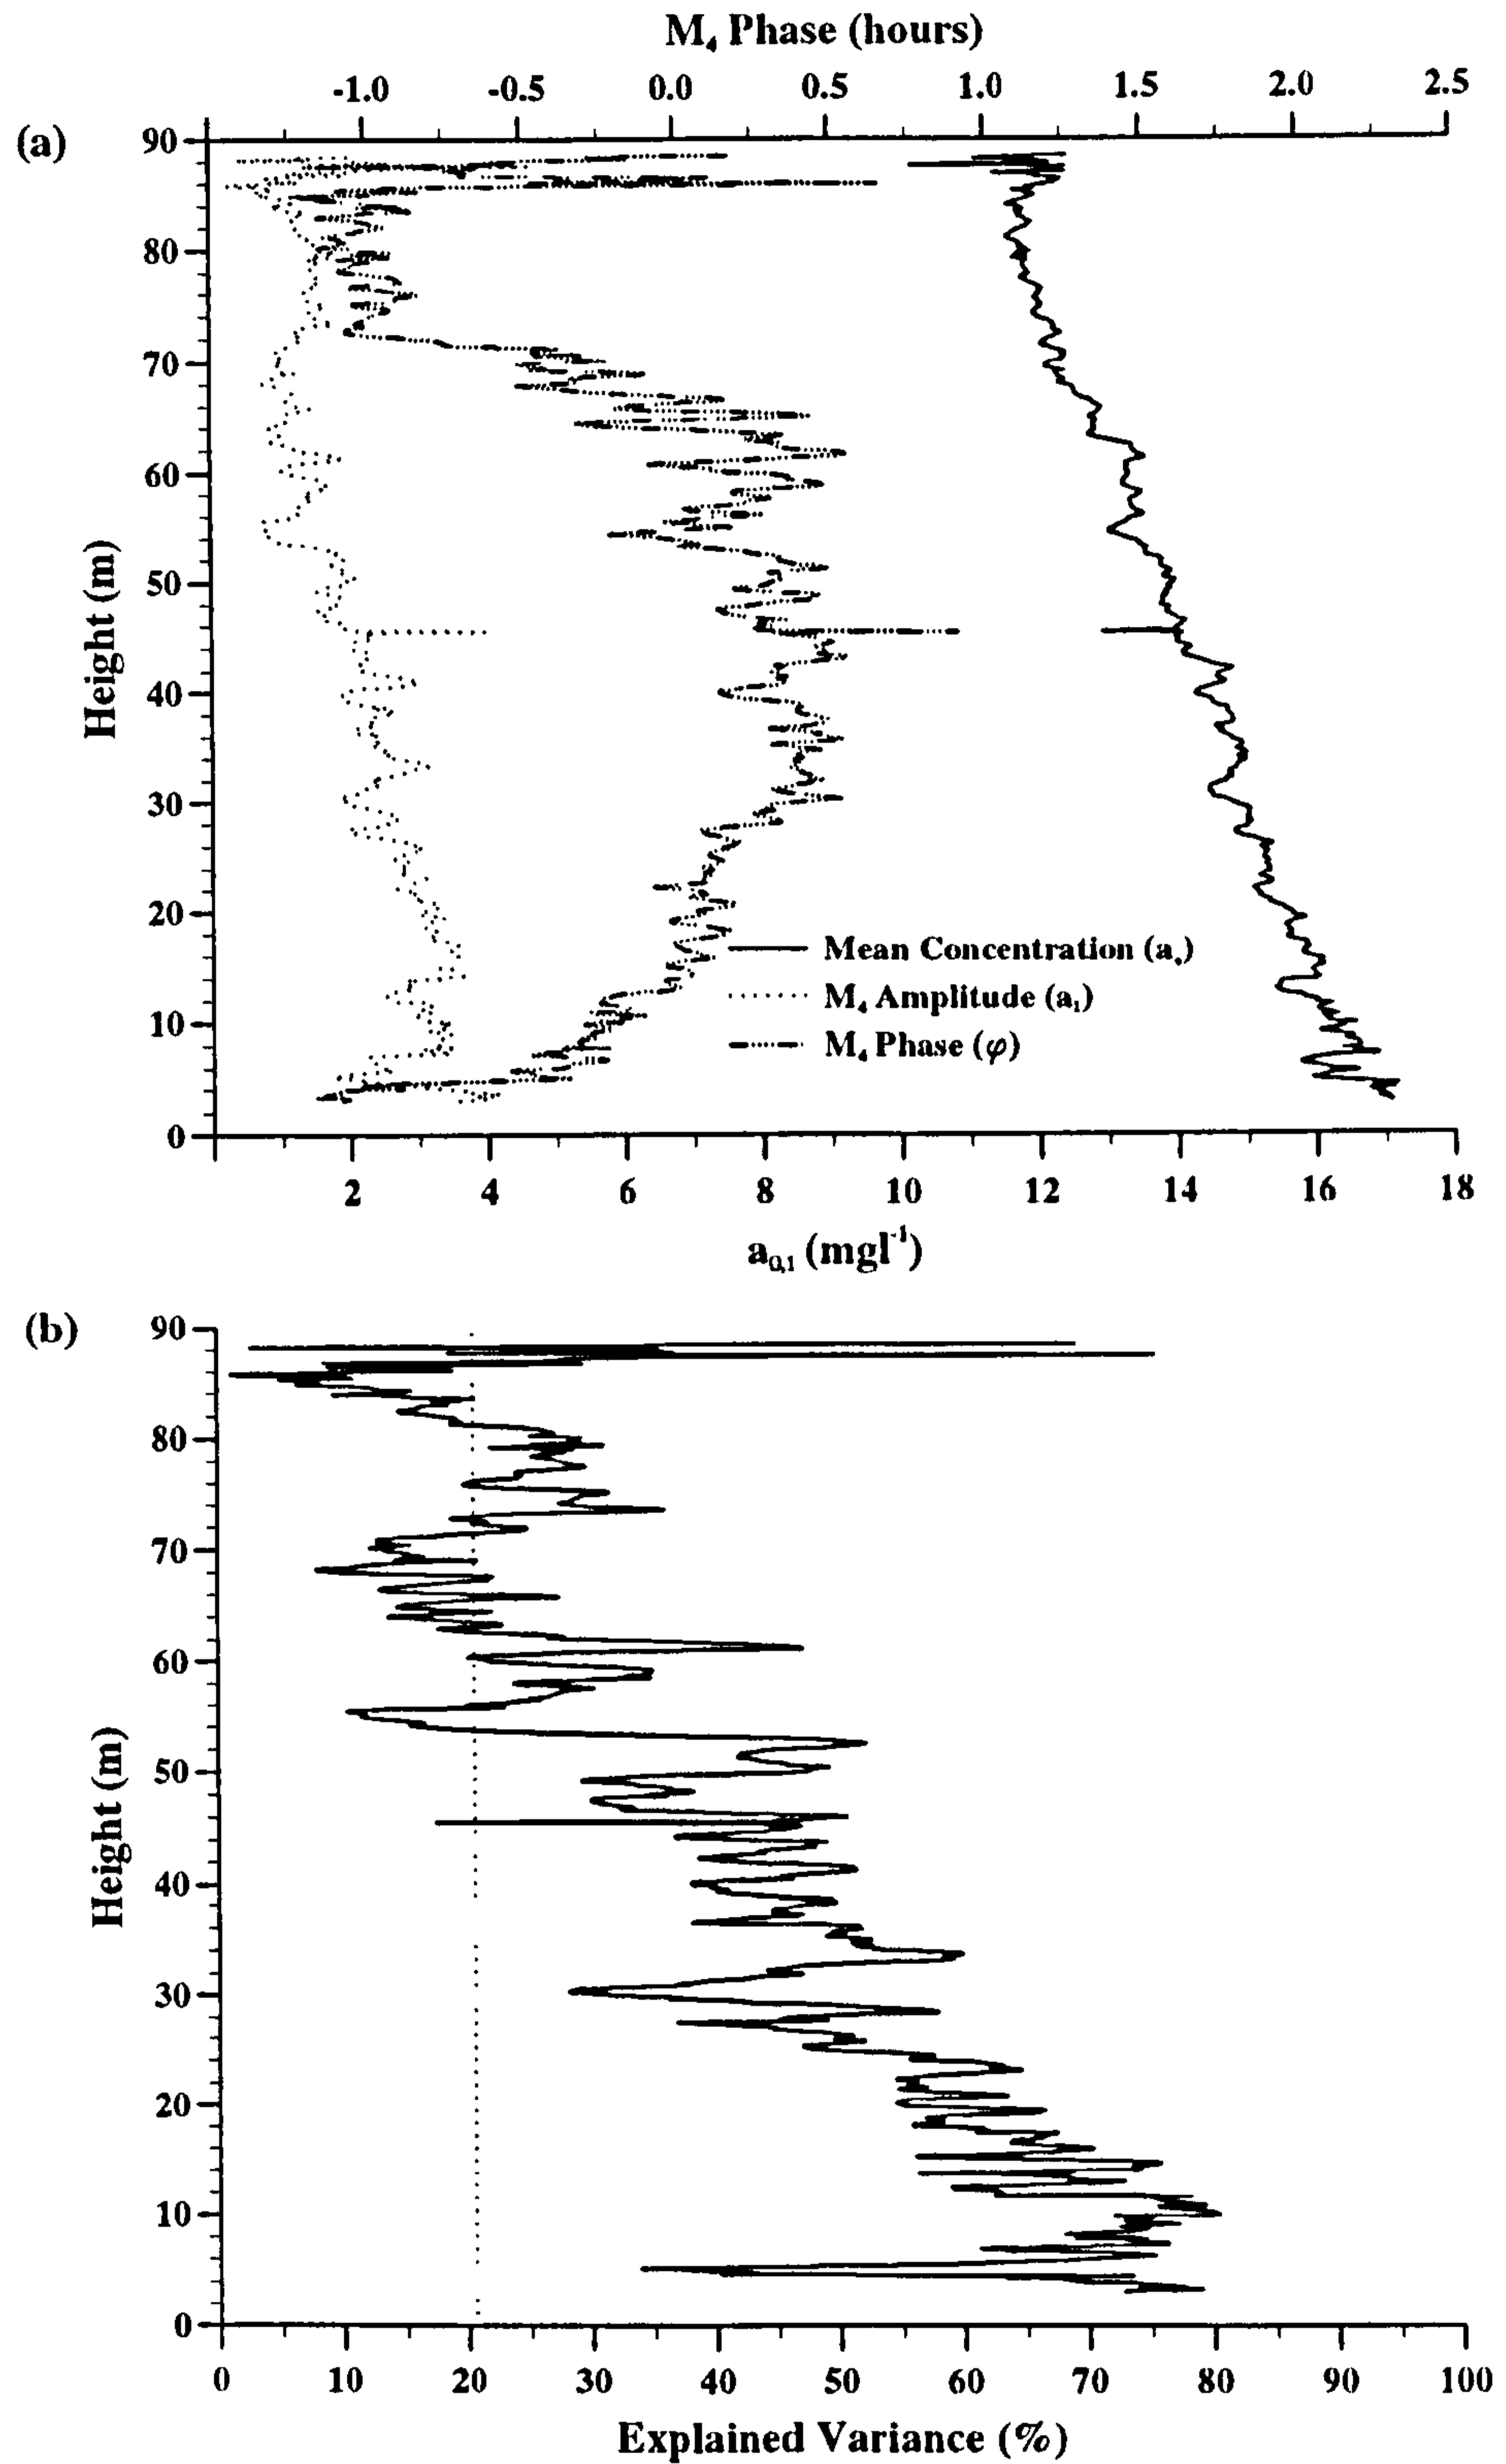 M₄ Phase (hours)
-1.0 -0.5 0.0 0.5 1.0 1.5 2.0 2.5
(a)
90
80
70
60
50
40
30
20
10
0
Height (m)
Mean Concentration (a₀)
M₄ Amplitude (a₁)
M₄ Phase (φ)
2 4 6 8 10 12 14 16 18
a₀,₁ (mgl⁻¹)
(b)
90
80
70
60
50
40
30
20
10
0
Height (m)
0 10 20 30 40 50 60 70 80 90 100
Explained Variance (%)